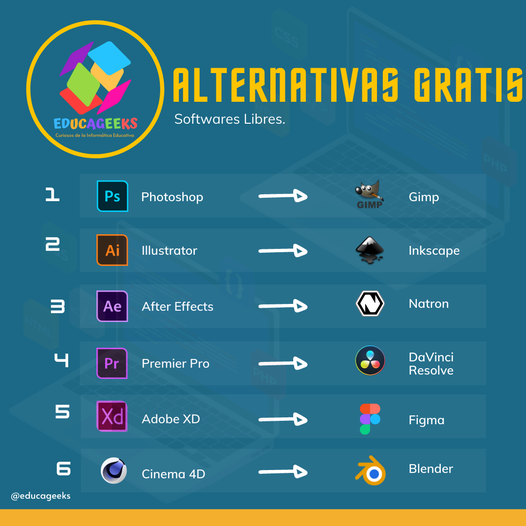 ALTERNATIVAS GRATIS
EDUCAGEEKS
Curiosos de la Informática Educativa
Softwares Libres.
1 Ps Photoshop GIMP Gimp
2 Ai Illustrator Inkscape
3 Ae After Effects Natron
4 Pr Premier Pro DaVinci
Resolve
5 Xd Adobe XD Figma
6 Cinema 4D Blender
@educageeks